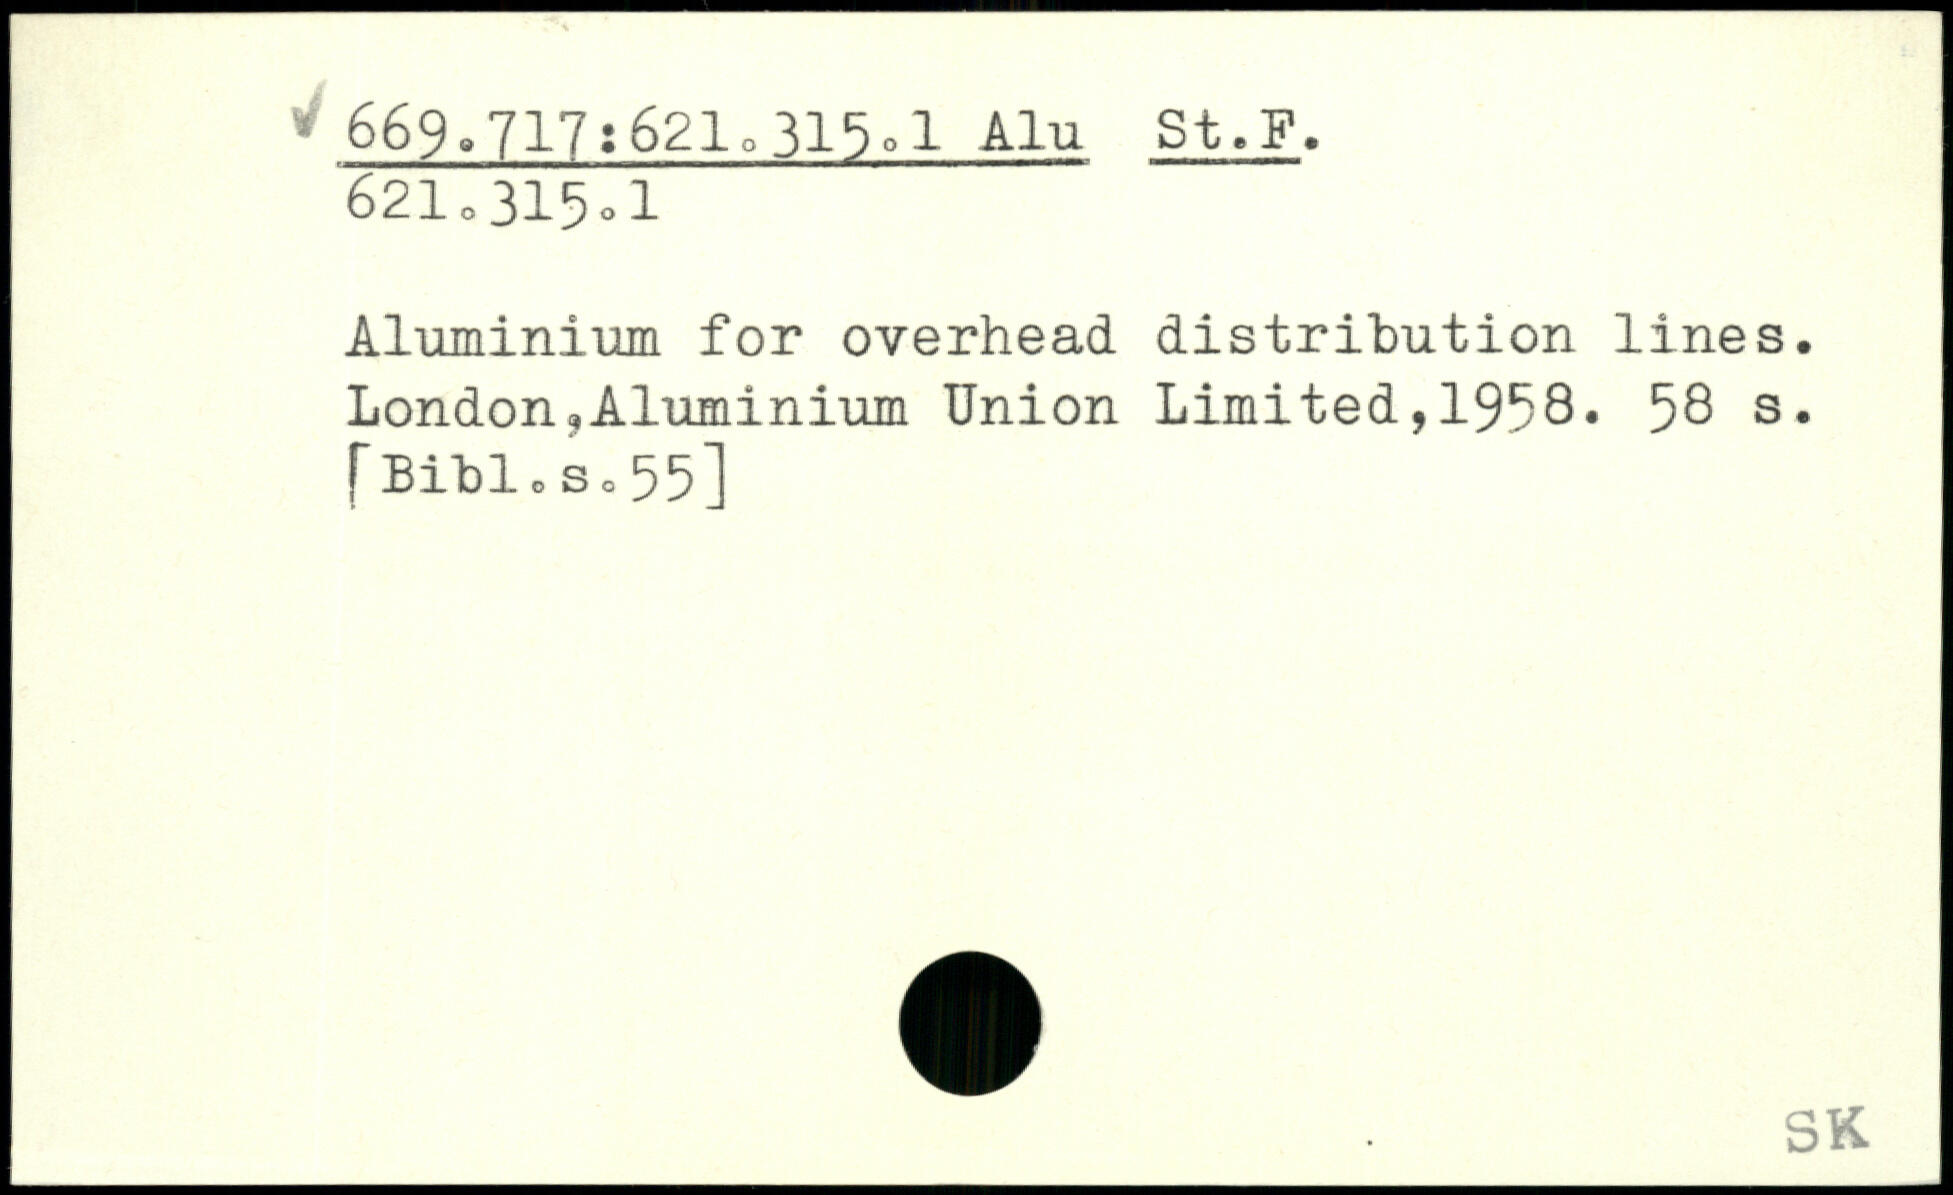 ✓ 669.717:621.315.1 Alu St.F.
621.315.1
Aluminium for overhead distribution lines.
London,Aluminium Union Limited,1958. 58 s.
[Bibl.s.55]
SK